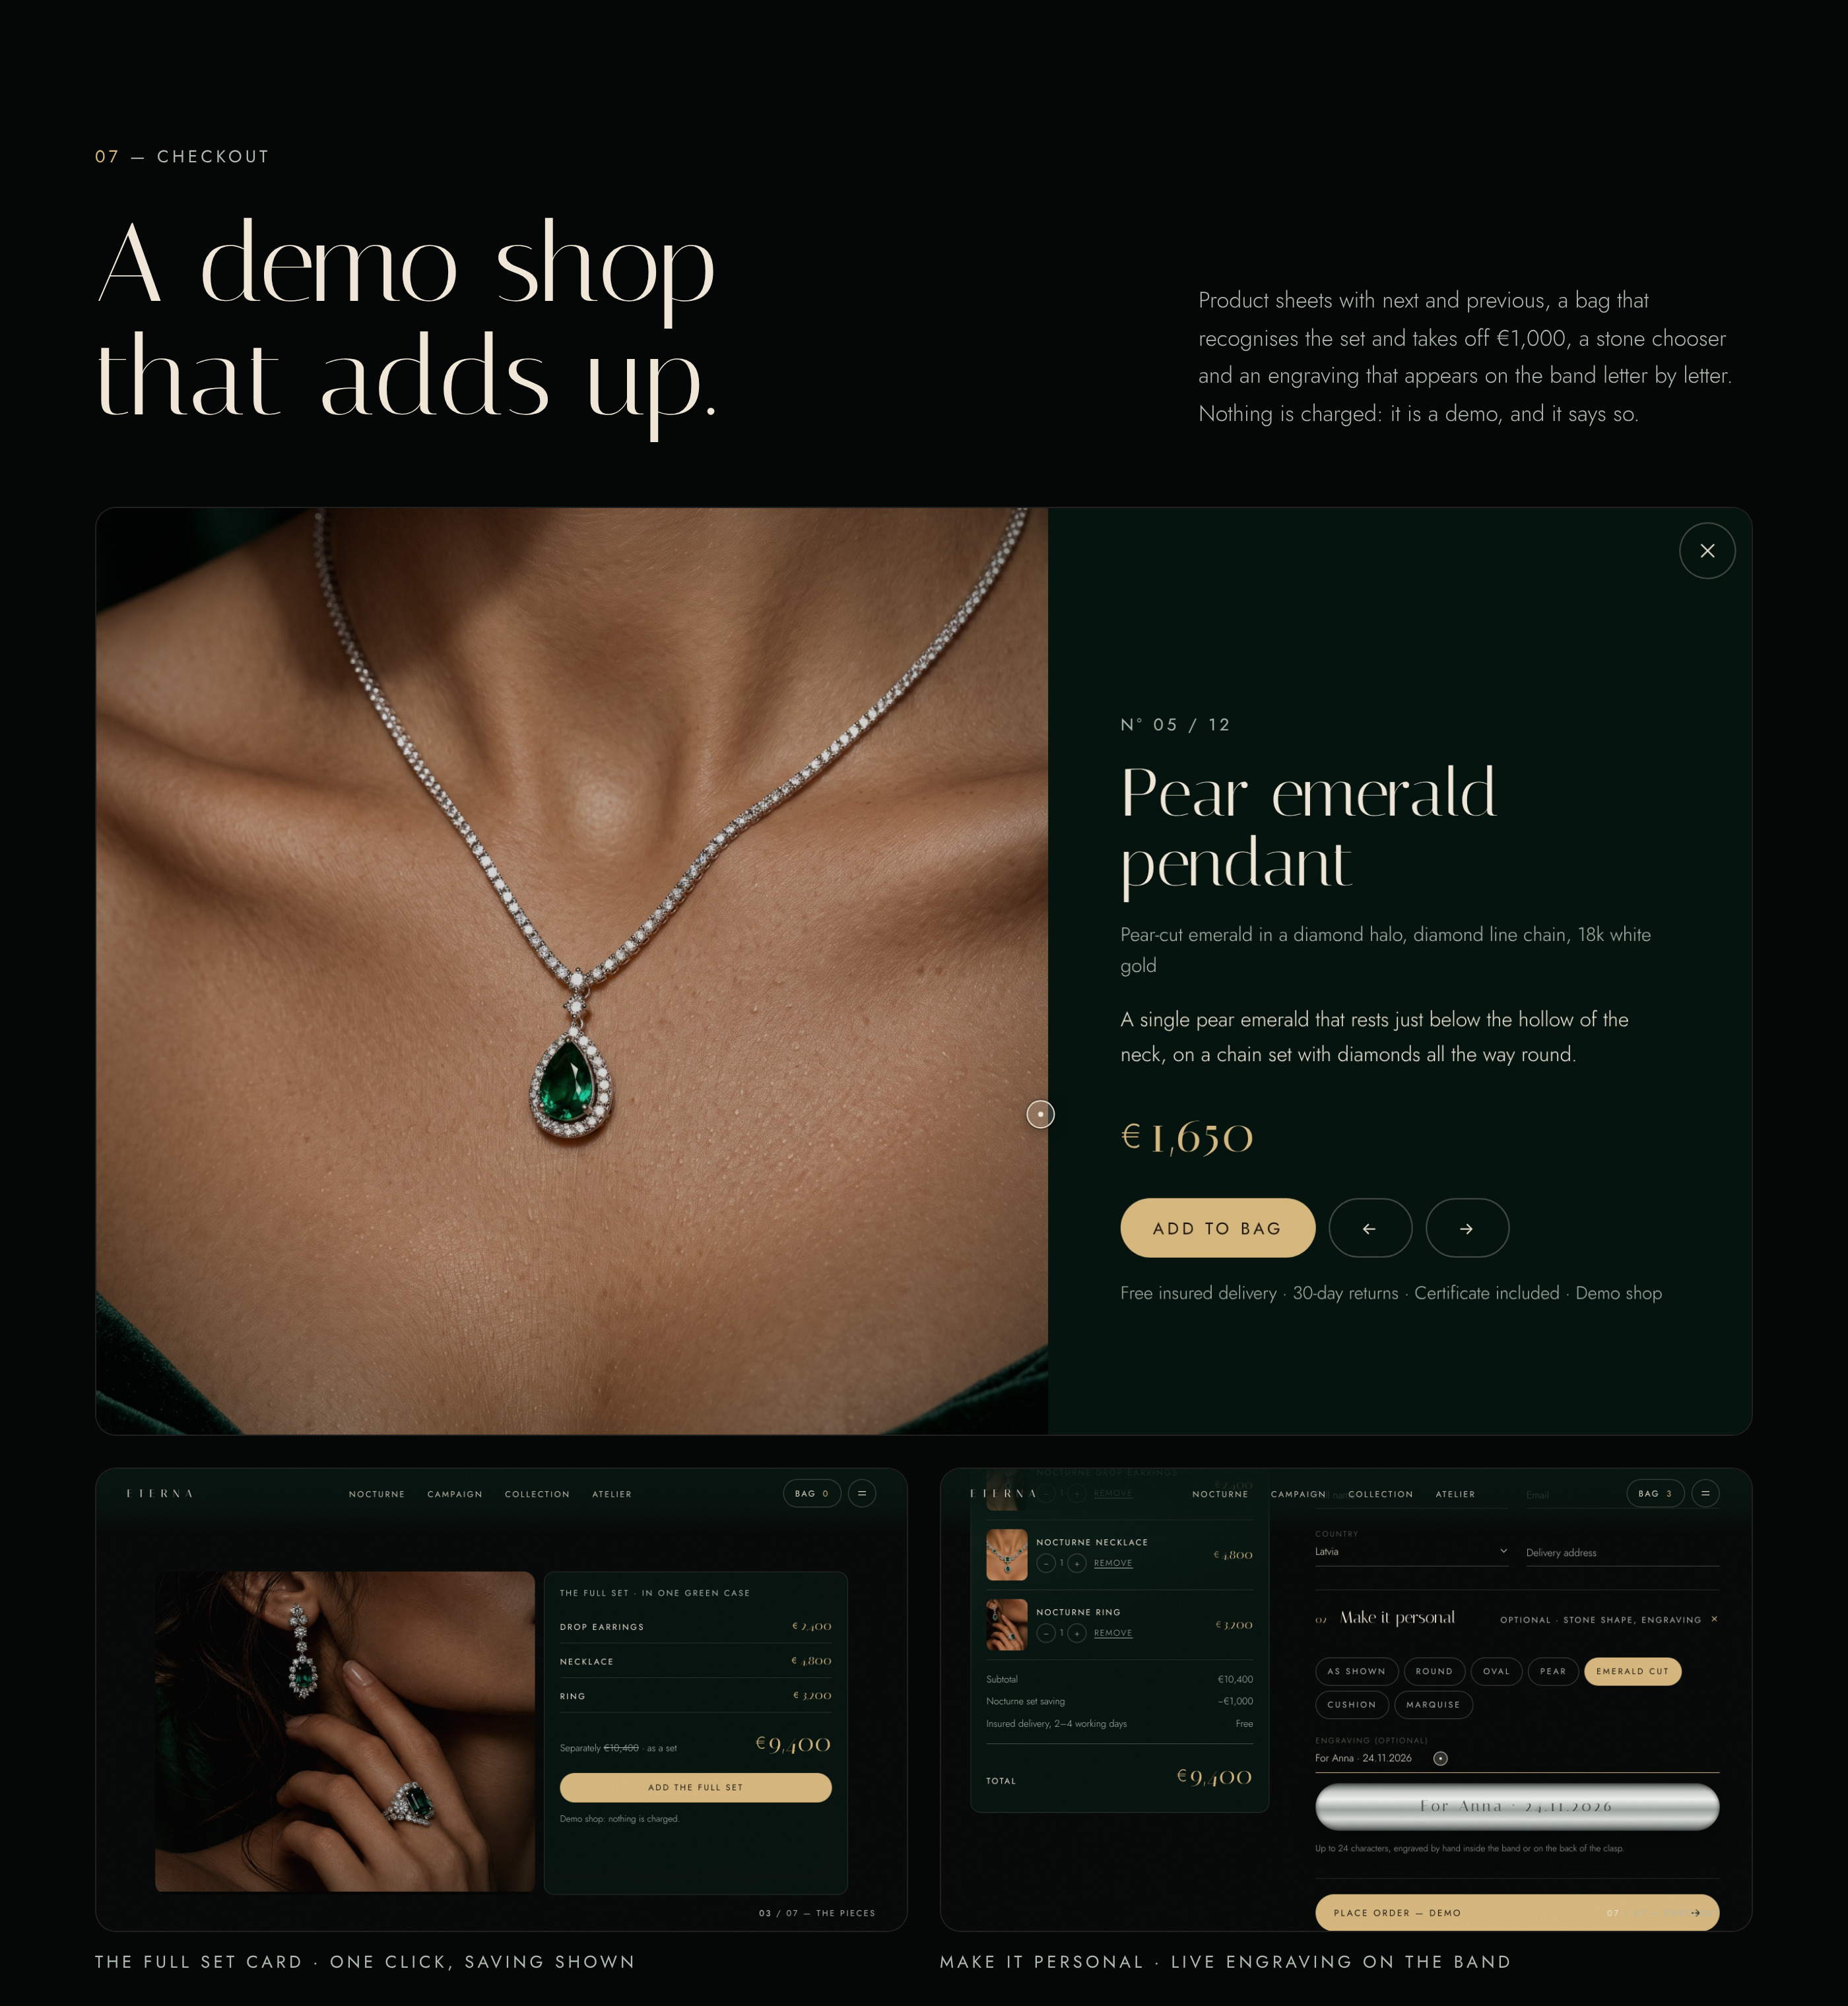 07 — CHECKOUT
A demo shop
that adds up.
Product sheets with next and previous, a bag that
recognises the set and takes off €1,000, a stone chooser
and an engraving that appears on the band letter by letter.
Nothing is charged: it is a demo, and it says so.
N° 05 / 12
Pear emerald
pendant
Pear-cut emerald in a diamond halo, diamond line chain, 18k white
gold
A single pear emerald that rests just below the hollow of the
neck, on a chain set with diamonds all the way round.
€ 1,650
ADD TO BAG ← →
Free insured delivery · 30-day returns · Certificate included · Demo shop
ETERNA NOCTURNE CAMPAIGN COLLECTION ATELIER BAG 0
THE FULL SET · IN ONE GREEN CASE
DROP EARRINGS € 2,400
NECKLACE € 4,800
RING € 3,200
Separately €10,400 · as a set € 9,400
ADD THE FULL SET
Demo shop: nothing is charged.
03 / 07 — THE PIECES
THE FULL SET CARD · ONE CLICK, SAVING SHOWN
NOCTURNE DROP EARRINGS
ETERNA NOCTURNE CAMPAIGN COLLECTION ATELIER BAG 3
− 1 + REMOVE
Email
NOCTURNE NECKLACE
− 1 + REMOVE € 4,800
NOCTURNE RING
− 1 + REMOVE € 3,200
Subtotal €10,400
Nocturne set saving −€1,000
Insured delivery, 2–4 working days Free
TOTAL € 9,400
COUNTRY
Latvia Delivery address
02 Make it personal OPTIONAL · STONE SHAPE, ENGRAVING ×
AS SHOWN ROUND OVAL PEAR EMERALD CUT
CUSHION MARQUISE
ENGRAVING (OPTIONAL)
For Anna · 24.11.2026
For Anna · 24.11.2026
Up to 24 characters, engraved by hand inside the band or on the back of the clasp.
PLACE ORDER — DEMO 07 →
MAKE IT PERSONAL · LIVE ENGRAVING ON THE BAND